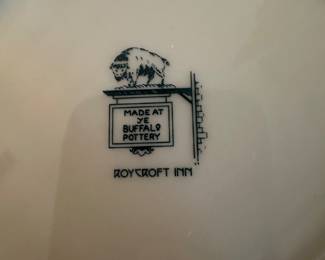 MADE AT
YE
BUFFALO
POTTERY
ROYCROFT INN